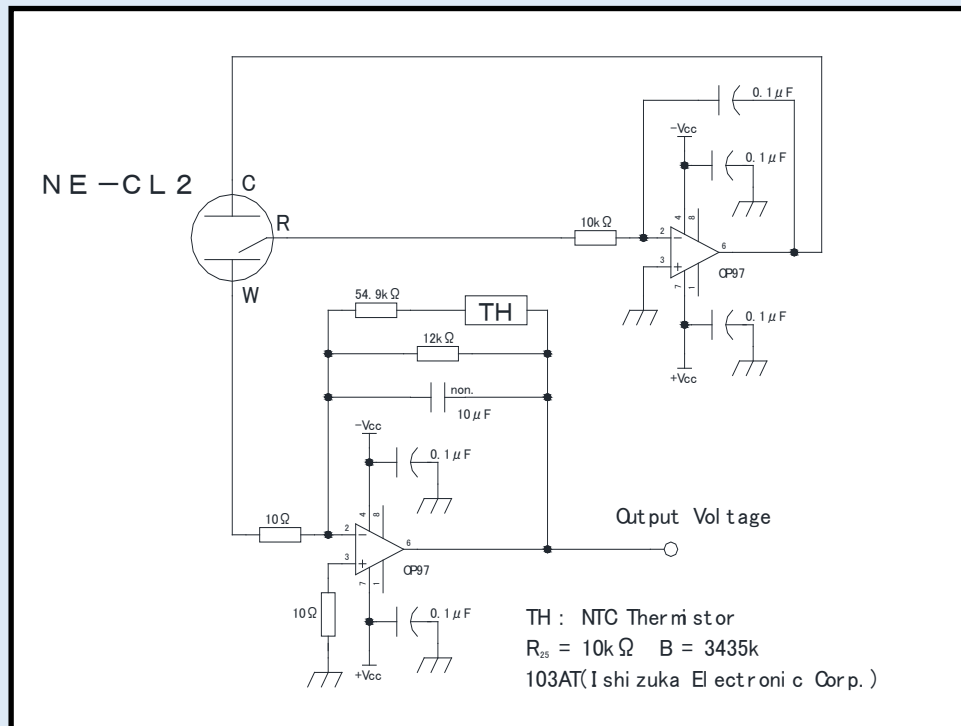 0.1μF
-Vcc
0.1μF
NE-CL2
C
R
10kΩ
4
8
2
6
3
OP97
7
1
W
54.9kΩ
TH
0.1μF
12kΩ
+Vcc
non.
10μF
-Vcc
0.1μF
10Ω
4
8
Output Voltage
2
6
3
OP97
7
1
10Ω
0.1μF
+Vcc
TH: NTC Thermistor
R₂₅ = 10kΩ B = 3435k
103AT(Ishizuka Electronic Corp.)